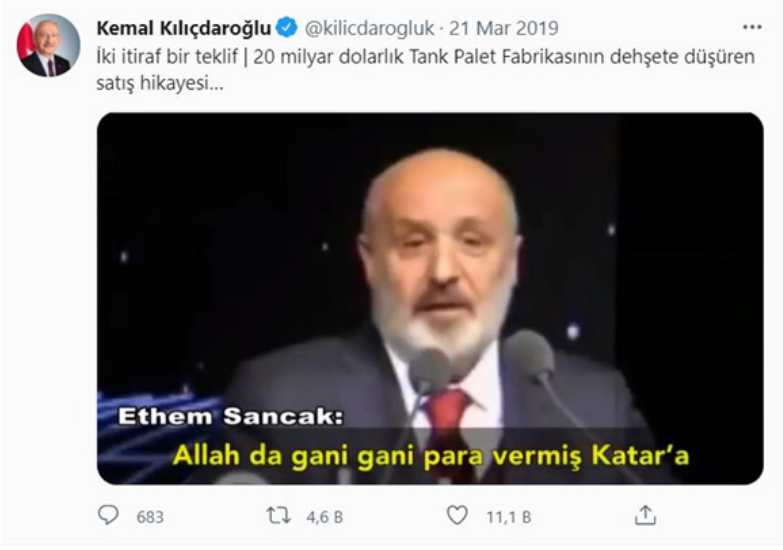 Kemal Kılıçdaroğlu @kilicdarogluk · 21 Mar 2019
İki itiraf bir teklif | 20 milyar dolarlık Tank Palet Fabrikasının dehşete düşüren
satış hikayesi...
Ethem Sancak:
Allah da gani gani para vermiş Katar'a
683 4,6 B 11,1 B